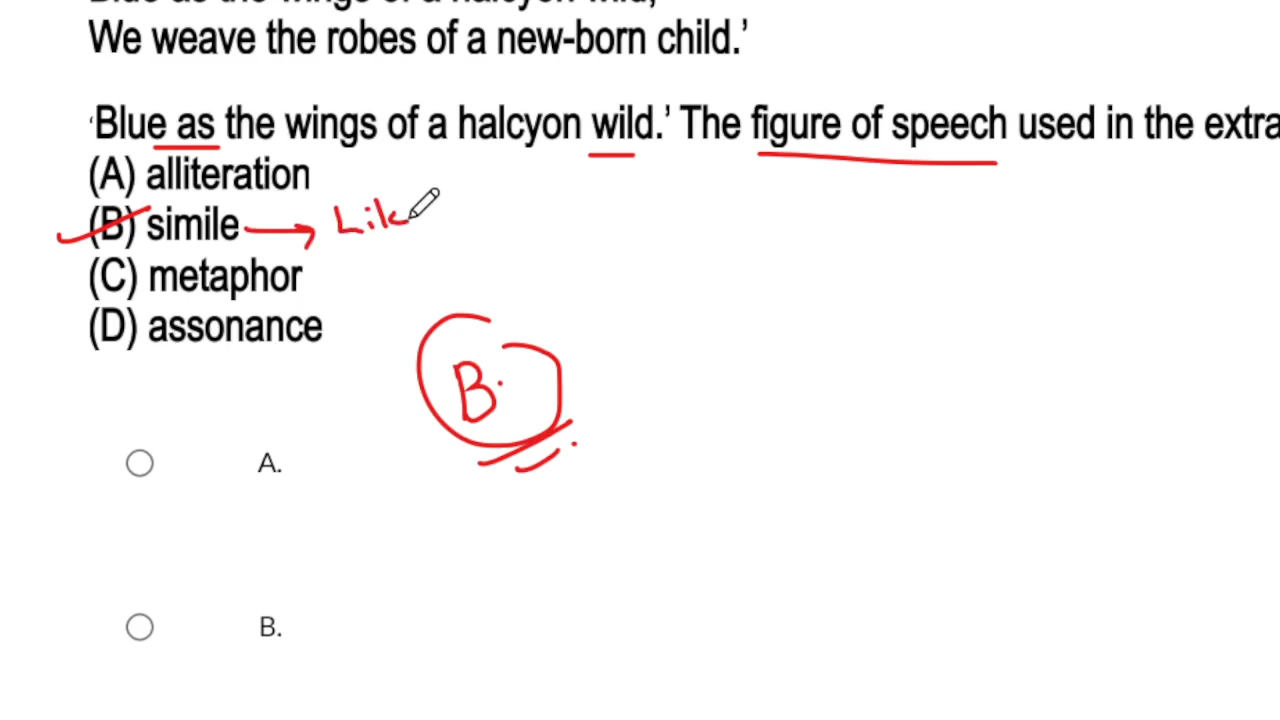 We weave the robes of a new-born child.’
‘Blue as the wings of a halcyon wild.’ The figure of speech used in the extra
(A) alliteration
(B) simile → Like
(C) metaphor
(D) assonance
B.
A.
B.